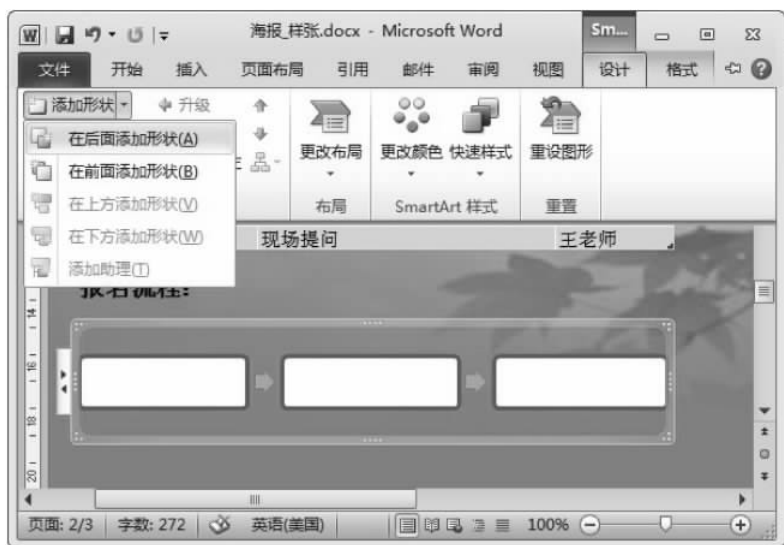 海报_样张.docx - Microsoft Word
Sm...
文件 开始 插入 页面布局 引用 邮件 审阅 视图 设计 格式
添加形状 升级
在后面添加形状(A)
在前面添加形状(B)
在上方添加形状(V)
在下方添加形状(W)
添加助理(T)
更改布局 更改颜色 快速样式 重设图形
布局 SmartArt 样式 重置
现场提问 王老师
报名流程：
14
16
18
20
页面: 2/3 字数: 272 英语(美国) 100%